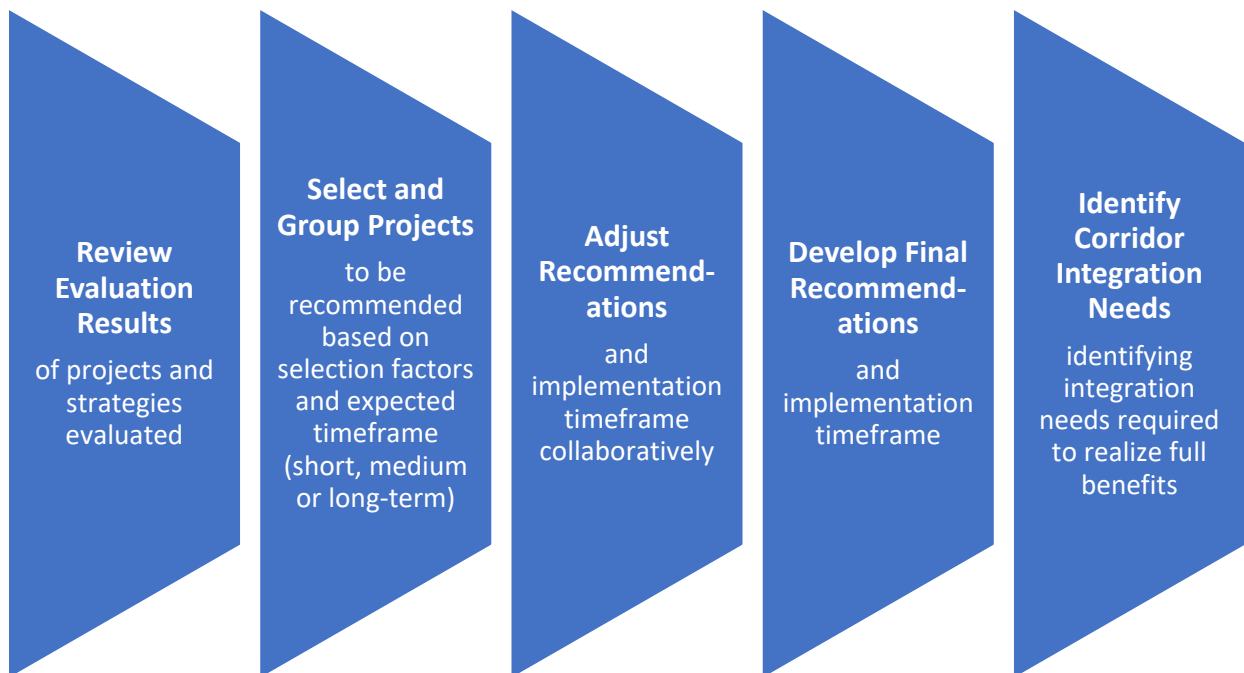 Review
Evaluation
Results
of projects and
strategies
evaluated
Select and
Group Projects
to be
recommended
based on
selection factors
and expected
timeframe
(short, medium
or long-term)
Adjust
Recommend-
ations
and
implementation
timeframe
collaboratively
Develop Final
Recommend-
ations
and
implementation
timeframe
Identify
Corridor
Integration
Needs
identifying
integration
needs required
to realize full
benefits